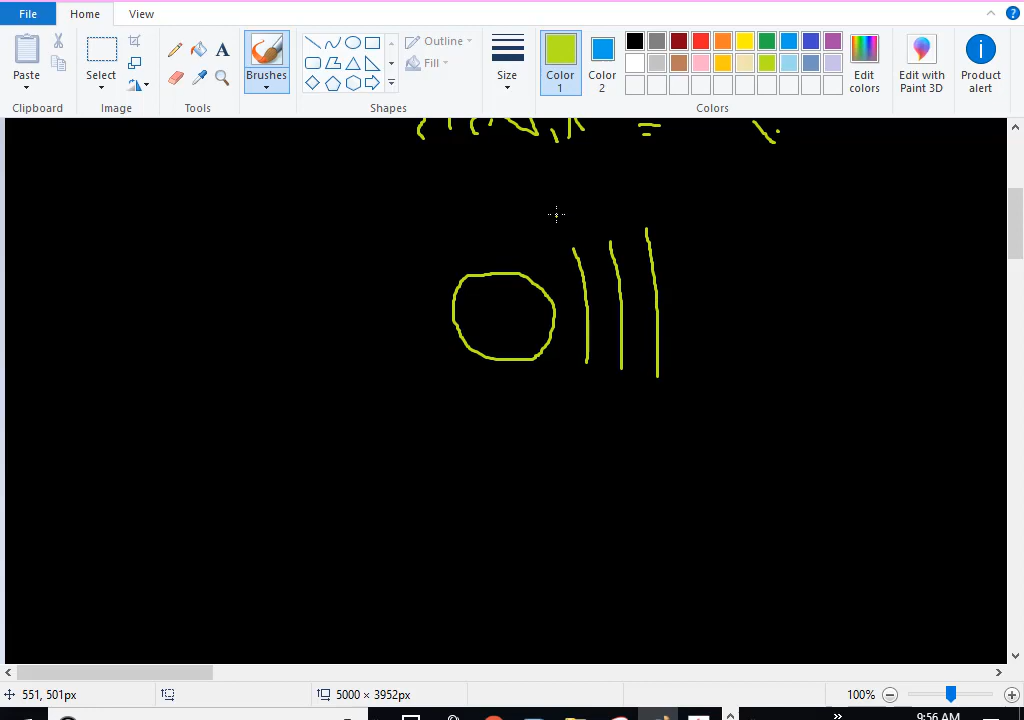 File Home View
Paste Select Brushes Outline Fill Size Color 1 Color 2 Edit colors Edit with Paint 3D Product alert
Clipboard Image Tools Shapes Colors
=
551, 501px 5000 × 3952px 100%
9:56 AM